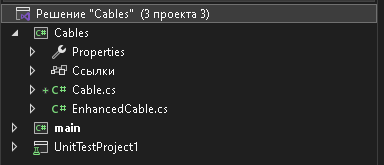 Решение "Cables" (3 проекта 3)
C# Cables
Properties
Ссылки
+ C# Cable.cs
C# EnhancedCable.cs
C# main
UnitTestProject1